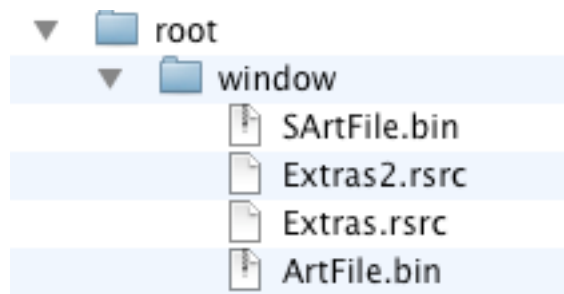 root
window
SArtFile.bin
Extras2.rsrc
Extras.rsrc
ArtFile.bin